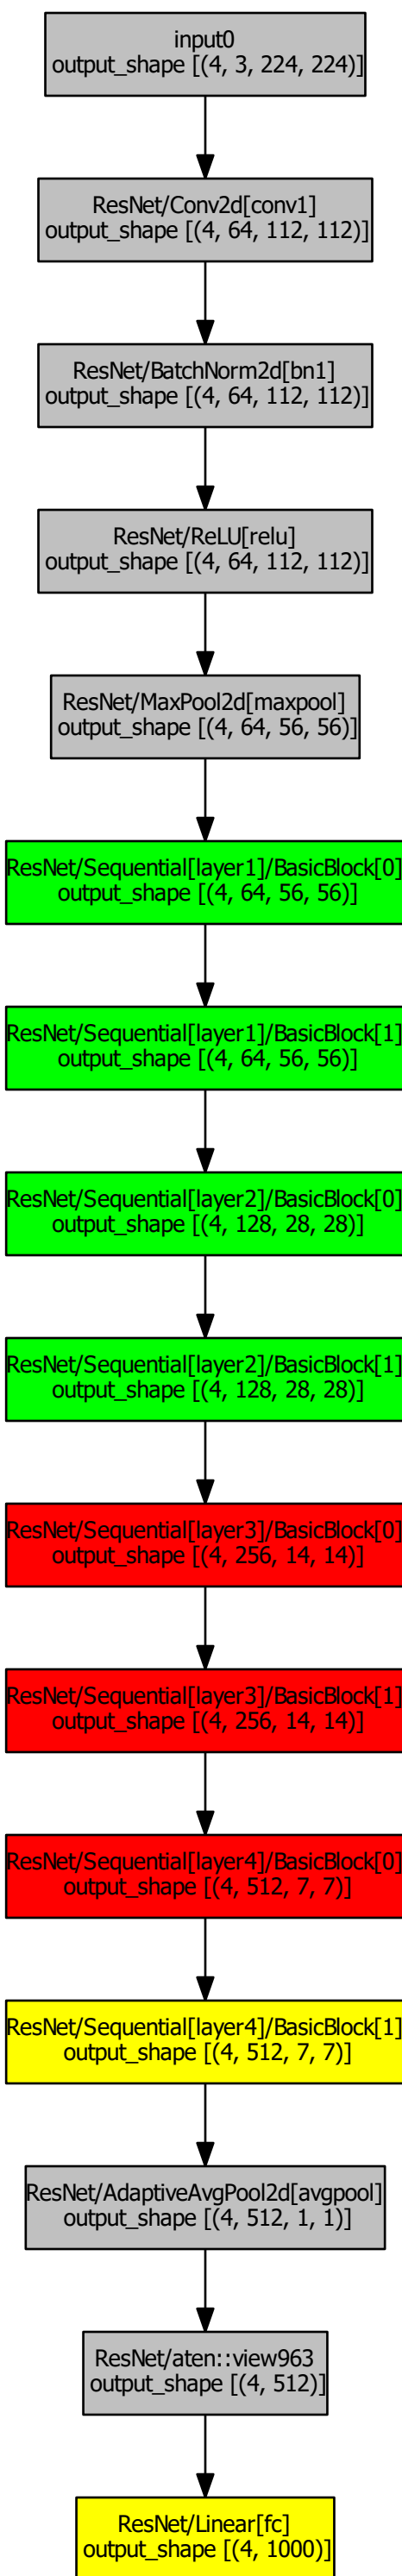 input0
output_shape [(4, 3, 224, 224)]
ResNet/Conv2d[conv1]
output_shape [(4, 64, 112, 112)]
ResNet/BatchNorm2d[bn1]
output_shape [(4, 64, 112, 112)]
ResNet/ReLU[relu]
output_shape [(4, 64, 112, 112)]
ResNet/MaxPool2d[maxpool]
output_shape [(4, 64, 56, 56)]
ResNet/Sequential[layer1]/BasicBlock[0]
output_shape [(4, 64, 56, 56)]
ResNet/Sequential[layer1]/BasicBlock[1]
output_shape [(4, 64, 56, 56)]
ResNet/Sequential[layer2]/BasicBlock[0]
output_shape [(4, 128, 28, 28)]
ResNet/Sequential[layer2]/BasicBlock[1]
output_shape [(4, 128, 28, 28)]
ResNet/Sequential[layer3]/BasicBlock[0]
output_shape [(4, 256, 14, 14)]
ResNet/Sequential[layer3]/BasicBlock[1]
output_shape [(4, 256, 14, 14)]
ResNet/Sequential[layer4]/BasicBlock[0]
output_shape [(4, 512, 7, 7)]
ResNet/Sequential[layer4]/BasicBlock[1]
output_shape [(4, 512, 7, 7)]
ResNet/AdaptiveAvgPool2d[avgpool]
output_shape [(4, 512, 1, 1)]
ResNet/aten::view963
output_shape [(4, 512)]
ResNet/Linear[fc]
output_shape [(4, 1000)]